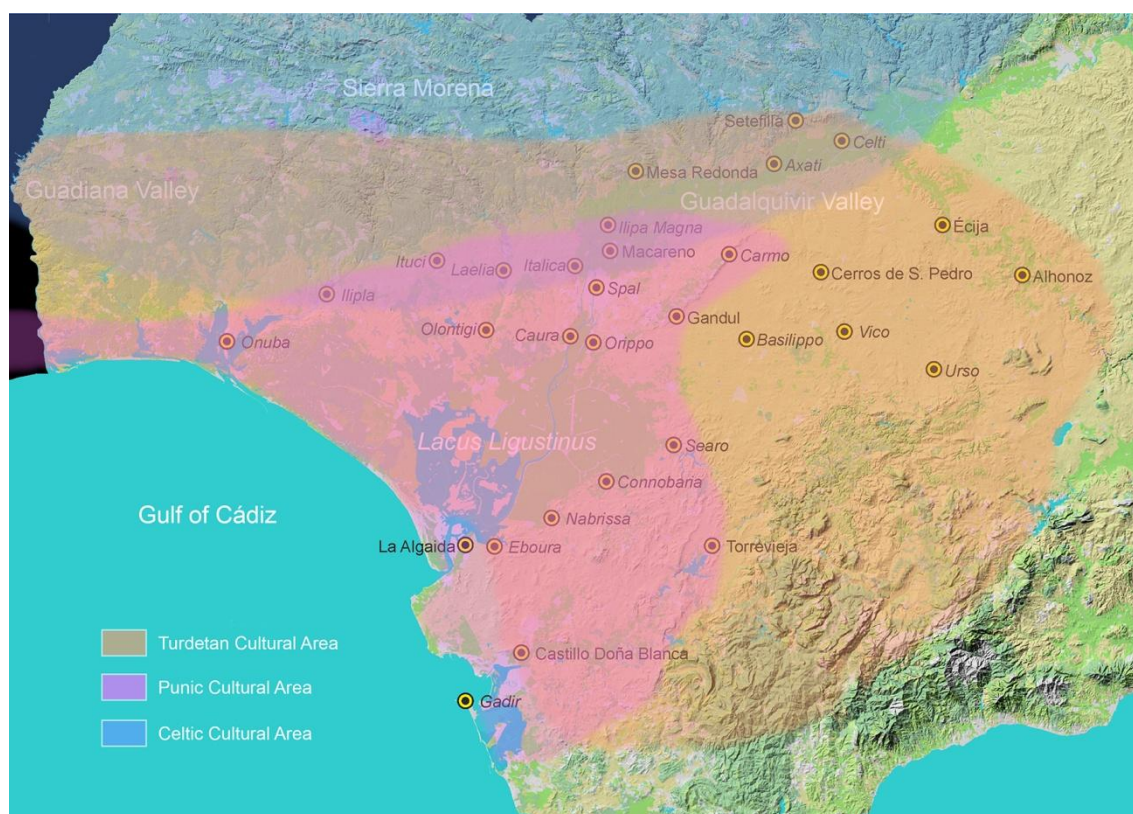 Sierra Morena
Setefilla
Celti
Guadiana Valley
Mesa Redonda
Axati
Guadalquivir Valley
Ilipa Magna
Écija
Macareno
Carmo
Ituci
Laelia
Italica
Cerros de S. Pedro
Alhonoz
Ilipla
Spal
Gandul
Olontigi
Caura
Orippo
Onuba
Basilippo
Vico
Urso
Lacus Ligustinus
Searo
Connobaria
Gulf of Cádiz
Nabrissa
La Algaida
Eboura
Torrevieja
Turdetan Cultural Area
Castillo Doña Blanca
Punic Cultural Area
Gadir
Celtic Cultural Area